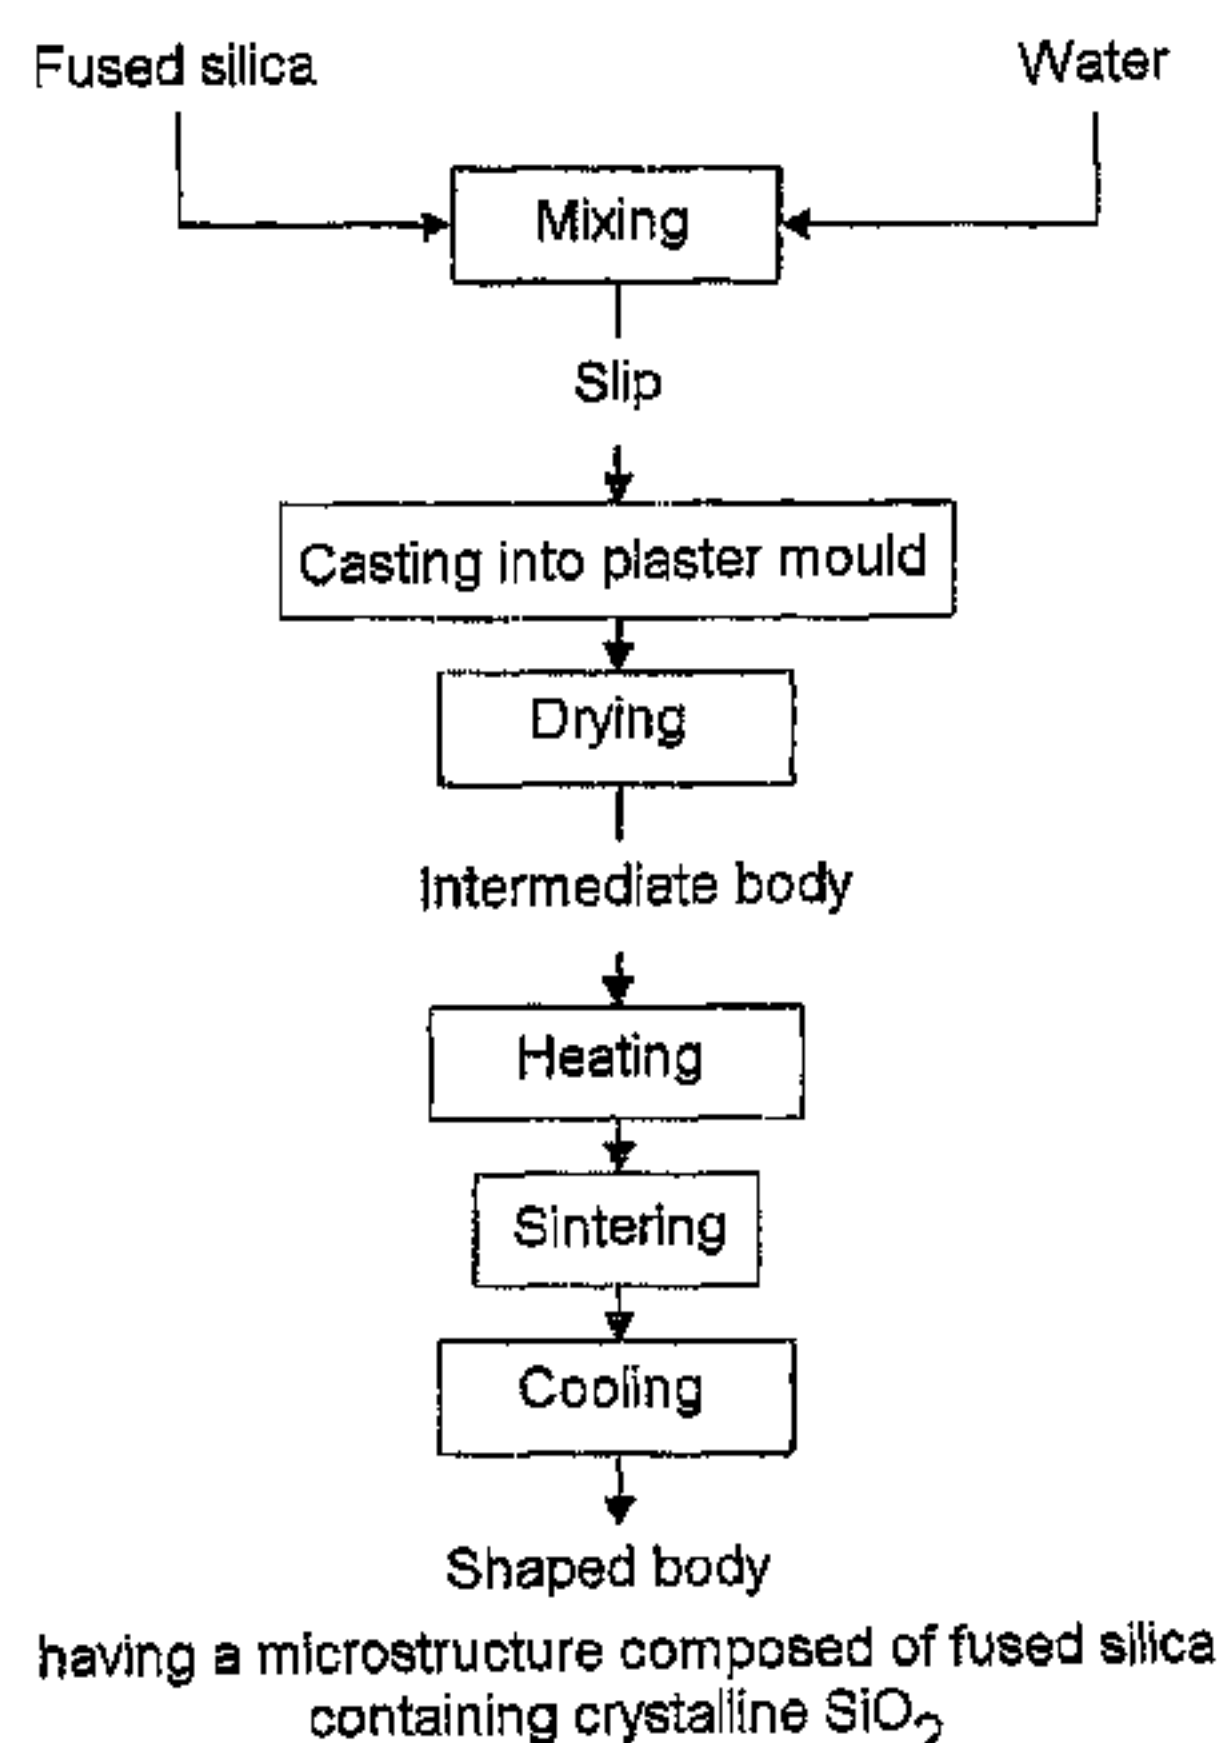 Fused silica
Water
Mixing
Slip
Casting into plaster mould
Drying
Intermediate body
Heating
Sintering
Cooling
Shaped body
having a microstructure composed of fused silica
containing crystalline SiO₂